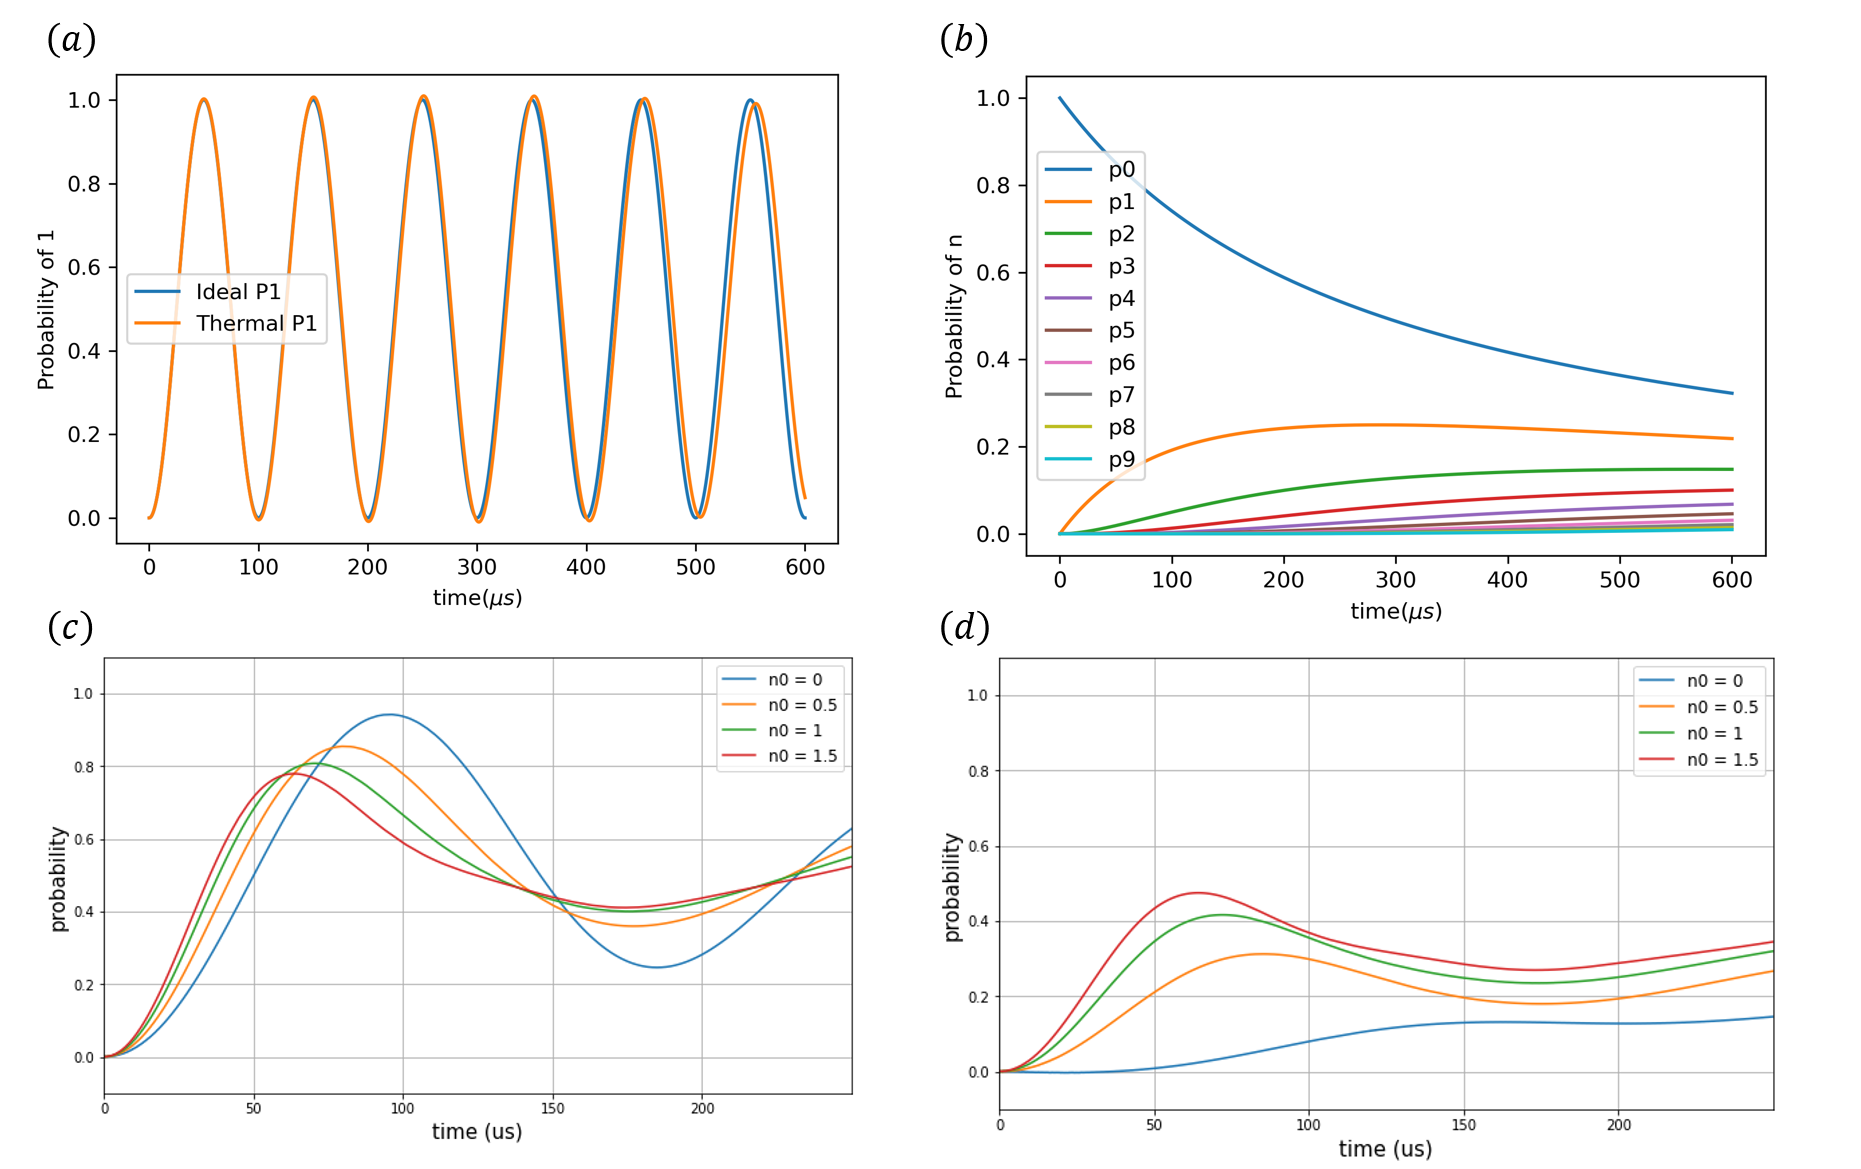 (a)
Probability of 1
1.0
0.8
0.6
0.4
0.2
0.0
Ideal P1
Thermal P1
0 100 200 300 400 500 600
time(μs)
(b)
Probability of n
1.0
0.8
0.6
0.4
0.2
0.0
p0
p1
p2
p3
p4
p5
p6
p7
p8
p9
0 100 200 300 400 500 600
time(μs)
(c)
probability
1.0
0.8
0.6
0.4
0.2
0.0
n0 = 0
n0 = 0.5
n0 = 1
n0 = 1.5
0 50 100 150 200
time (us)
(d)
probability
1.0
0.8
0.6
0.4
0.2
0.0
n0 = 0
n0 = 0.5
n0 = 1
n0 = 1.5
0 50 100 150 200
time (us)